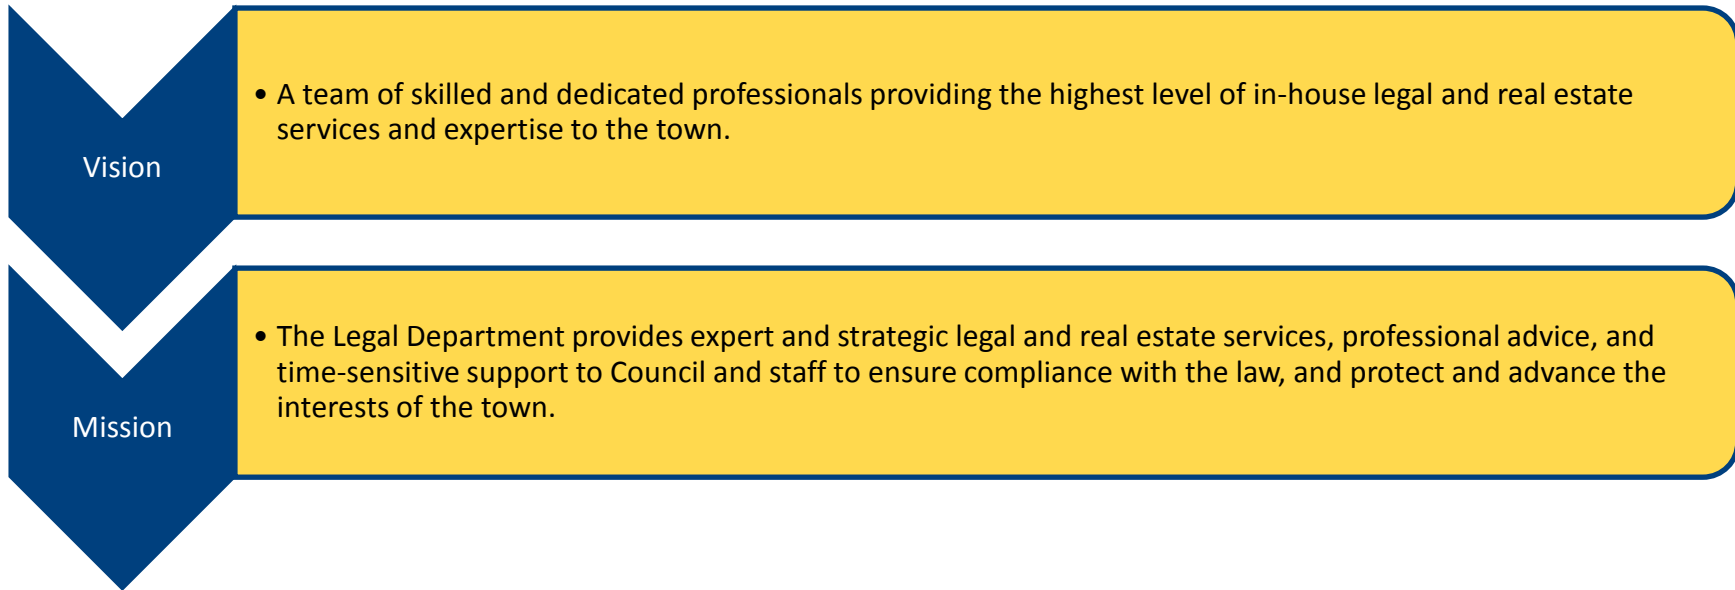 Vision
• A team of skilled and dedicated professionals providing the highest level of in-house legal and real estate
services and expertise to the town.
Mission
• The Legal Department provides expert and strategic legal and real estate services, professional advice, and
time-sensitive support to Council and staff to ensure compliance with the law, and protect and advance the
interests of the town.